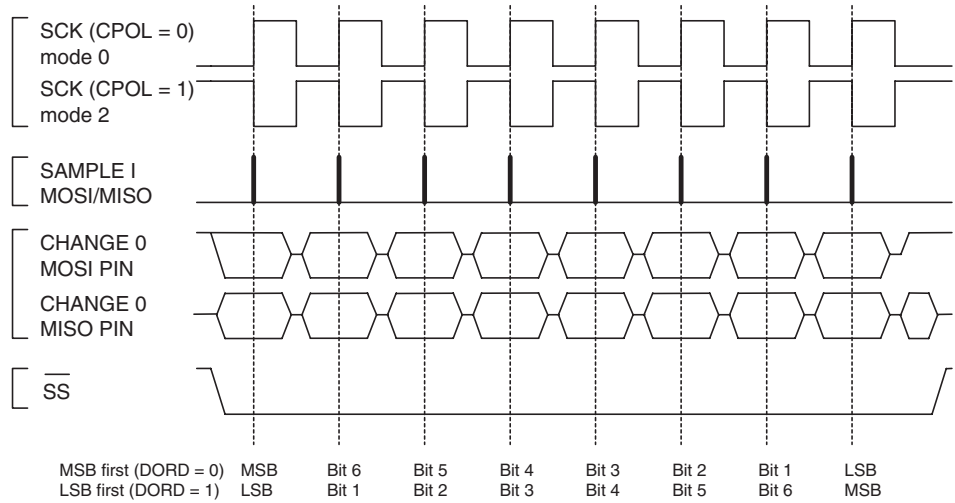 SCK (CPOL = 0)
mode 0
SCK (CPOL = 1)
mode 2
SAMPLE I
MOSI/MISO
CHANGE 0
MOSI PIN
CHANGE 0
MISO PIN
SS
MSB first (DORD = 0) MSB Bit 6 Bit 5 Bit 4 Bit 3 Bit 2 Bit 1 LSB
LSB first (DORD = 1) LSB Bit 1 Bit 2 Bit 3 Bit 4 Bit 5 Bit 6 MSB